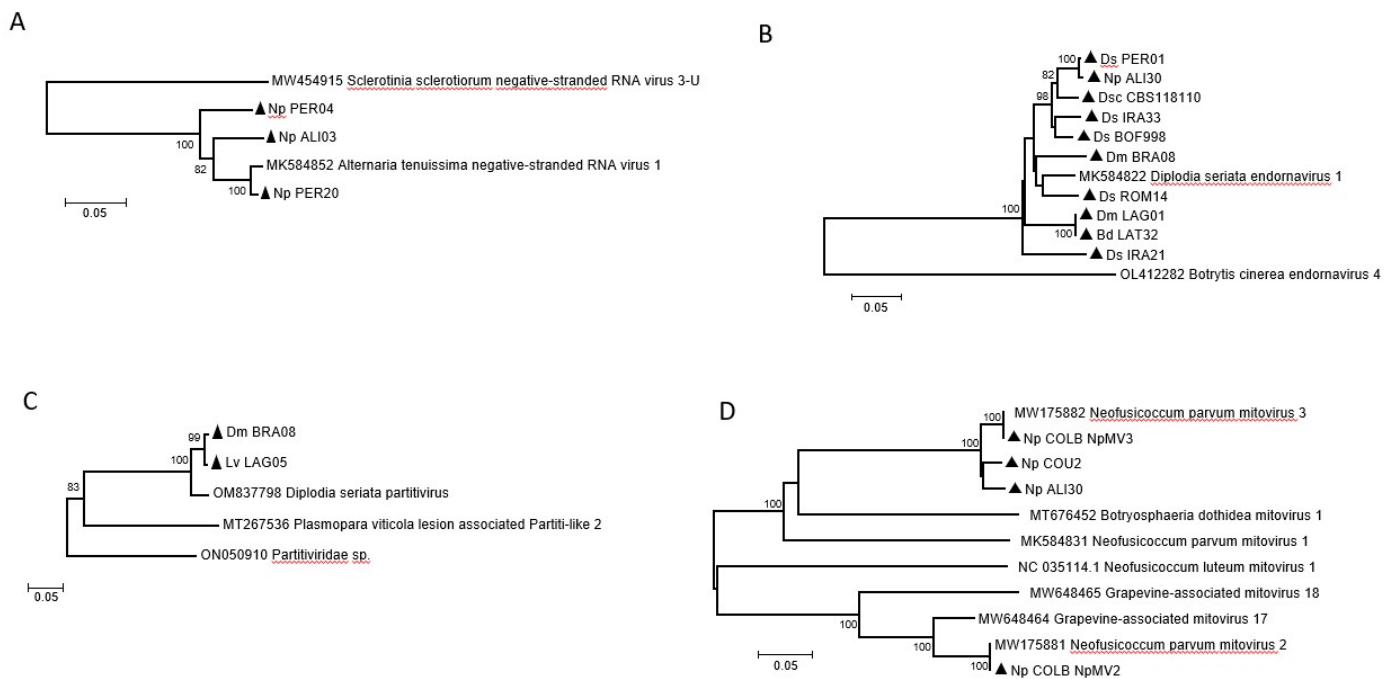 A
MW454915 Sclerotinia sclerotiorum negative-stranded RNA virus 3-U
Np PER04
100
Np ALI03
82
MK584852 Alternaria tenuissima negative-stranded RNA virus 1
100
Np PER20
0.05
B
100
Ds PER01
82
Np ALI30
98
Dsc CBS118110
Ds IRA33
Ds BOF998
Dm BRA08
MK584822 Diplodia seriata endornavirus 1
Ds ROM14
100
Dm LAG01
100
Bd LAT32
Ds IRA21
OL412282 Botrytis cinerea endornavirus 4
0.05
C
99
Dm BRA08
100
Lv LAG05
83
OM837798 Diplodia seriata partitivirus
MT267536 Plasmopara viticola lesion associated Partiti-like 2
ON050910 Partitiviridae sp.
0.05
D
100
MW175882 Neofusicoccum parvum mitovirus 3
100
Np COLB NpMV3
Np COU2
Np ALI30
100
MT676452 Botryosphaeria dothidea mitovirus 1
MK584831 Neofusicoccum parvum mitovirus 1
NC 035114.1 Neofusicoccum luteum mitovirus 1
MW648465 Grapevine-associated mitovirus 18
100
MW648464 Grapevine-associated mitovirus 17
100
MW175881 Neofusicoccum parvum mitovirus 2
100
Np COLB NpMV2
0.05